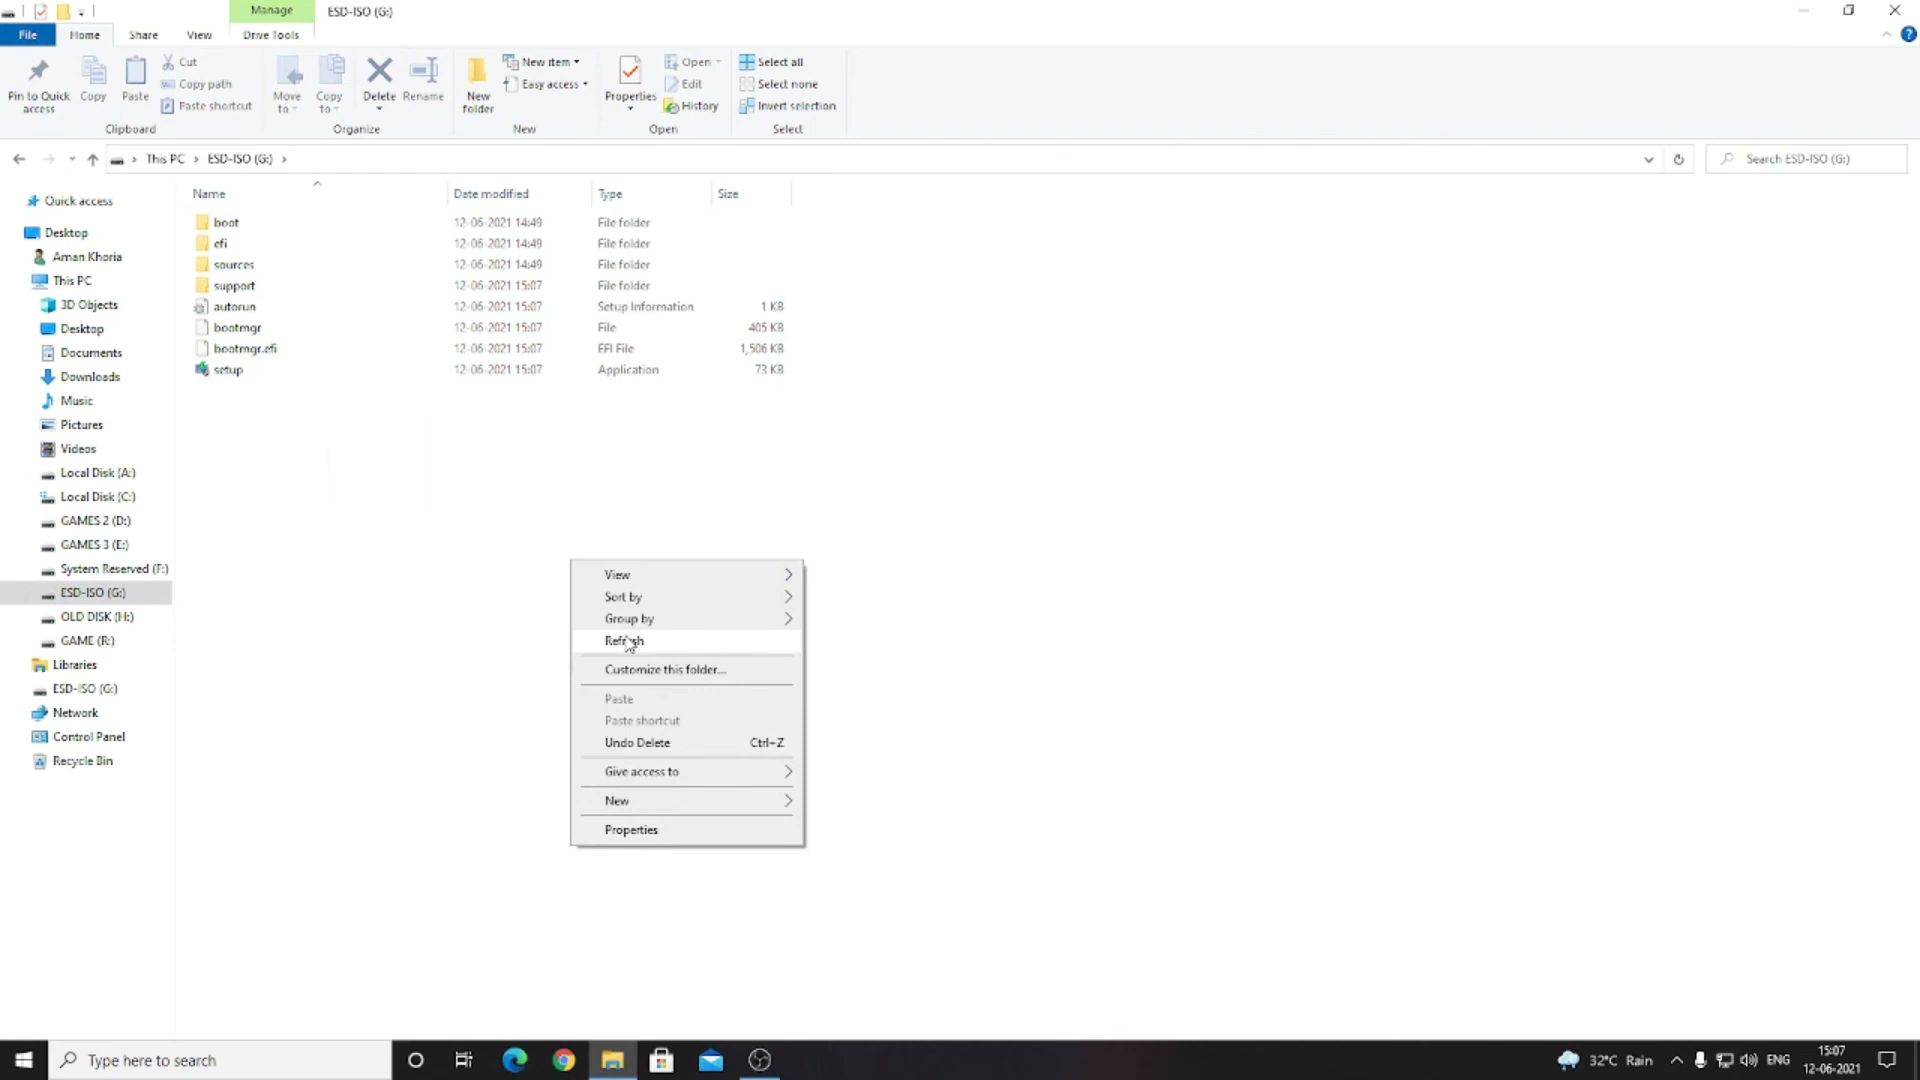 Manage
ESD-ISO (G:)
File
Home
Share
View
Drive Tools
Pin to Quick access
Copy
Paste
Cut
Copy path
Paste shortcut
Clipboard
Move to
Copy to
Delete
Rename
Organize
New folder
New item
Easy access
New
Properties
Open
Edit
History
Open
Select all
Select none
Invert selection
Select
This PC > ESD-ISO (G:) >
Search ESD-ISO (G:)
Name Date modified Type Size
boot 12-06-2021 14:49 File folder
efi 12-06-2021 14:49 File folder
sources 12-06-2021 14:49 File folder
support 12-06-2021 15:07 File folder
autorun 12-06-2021 15:07 Setup Information 1 KB
bootmgr 12-06-2021 15:07 File 405 KB
bootmgr.efi 12-06-2021 15:07 EFI File 1,506 KB
setup 12-06-2021 15:07 Application 73 KB
Quick access
Desktop
Aman Khoria
This PC
3D Objects
Desktop
Documents
Downloads
Music
Pictures
Videos
Local Disk (A:)
Local Disk (C:)
GAMES 2 (D:)
GAMES 3 (E:)
System Reserved (F:)
ESD-ISO (G:)
OLD DISK (H:)
GAME (R:)
Libraries
ESD-ISO (G:)
Network
Control Panel
Recycle Bin
View
Sort by
Group by
Refresh
Customize this folder...
Paste
Paste shortcut
Undo Delete Ctrl+Z
Give access to
New
Properties
Type here to search
32°C Rain
ENG
15:07
12-06-2021